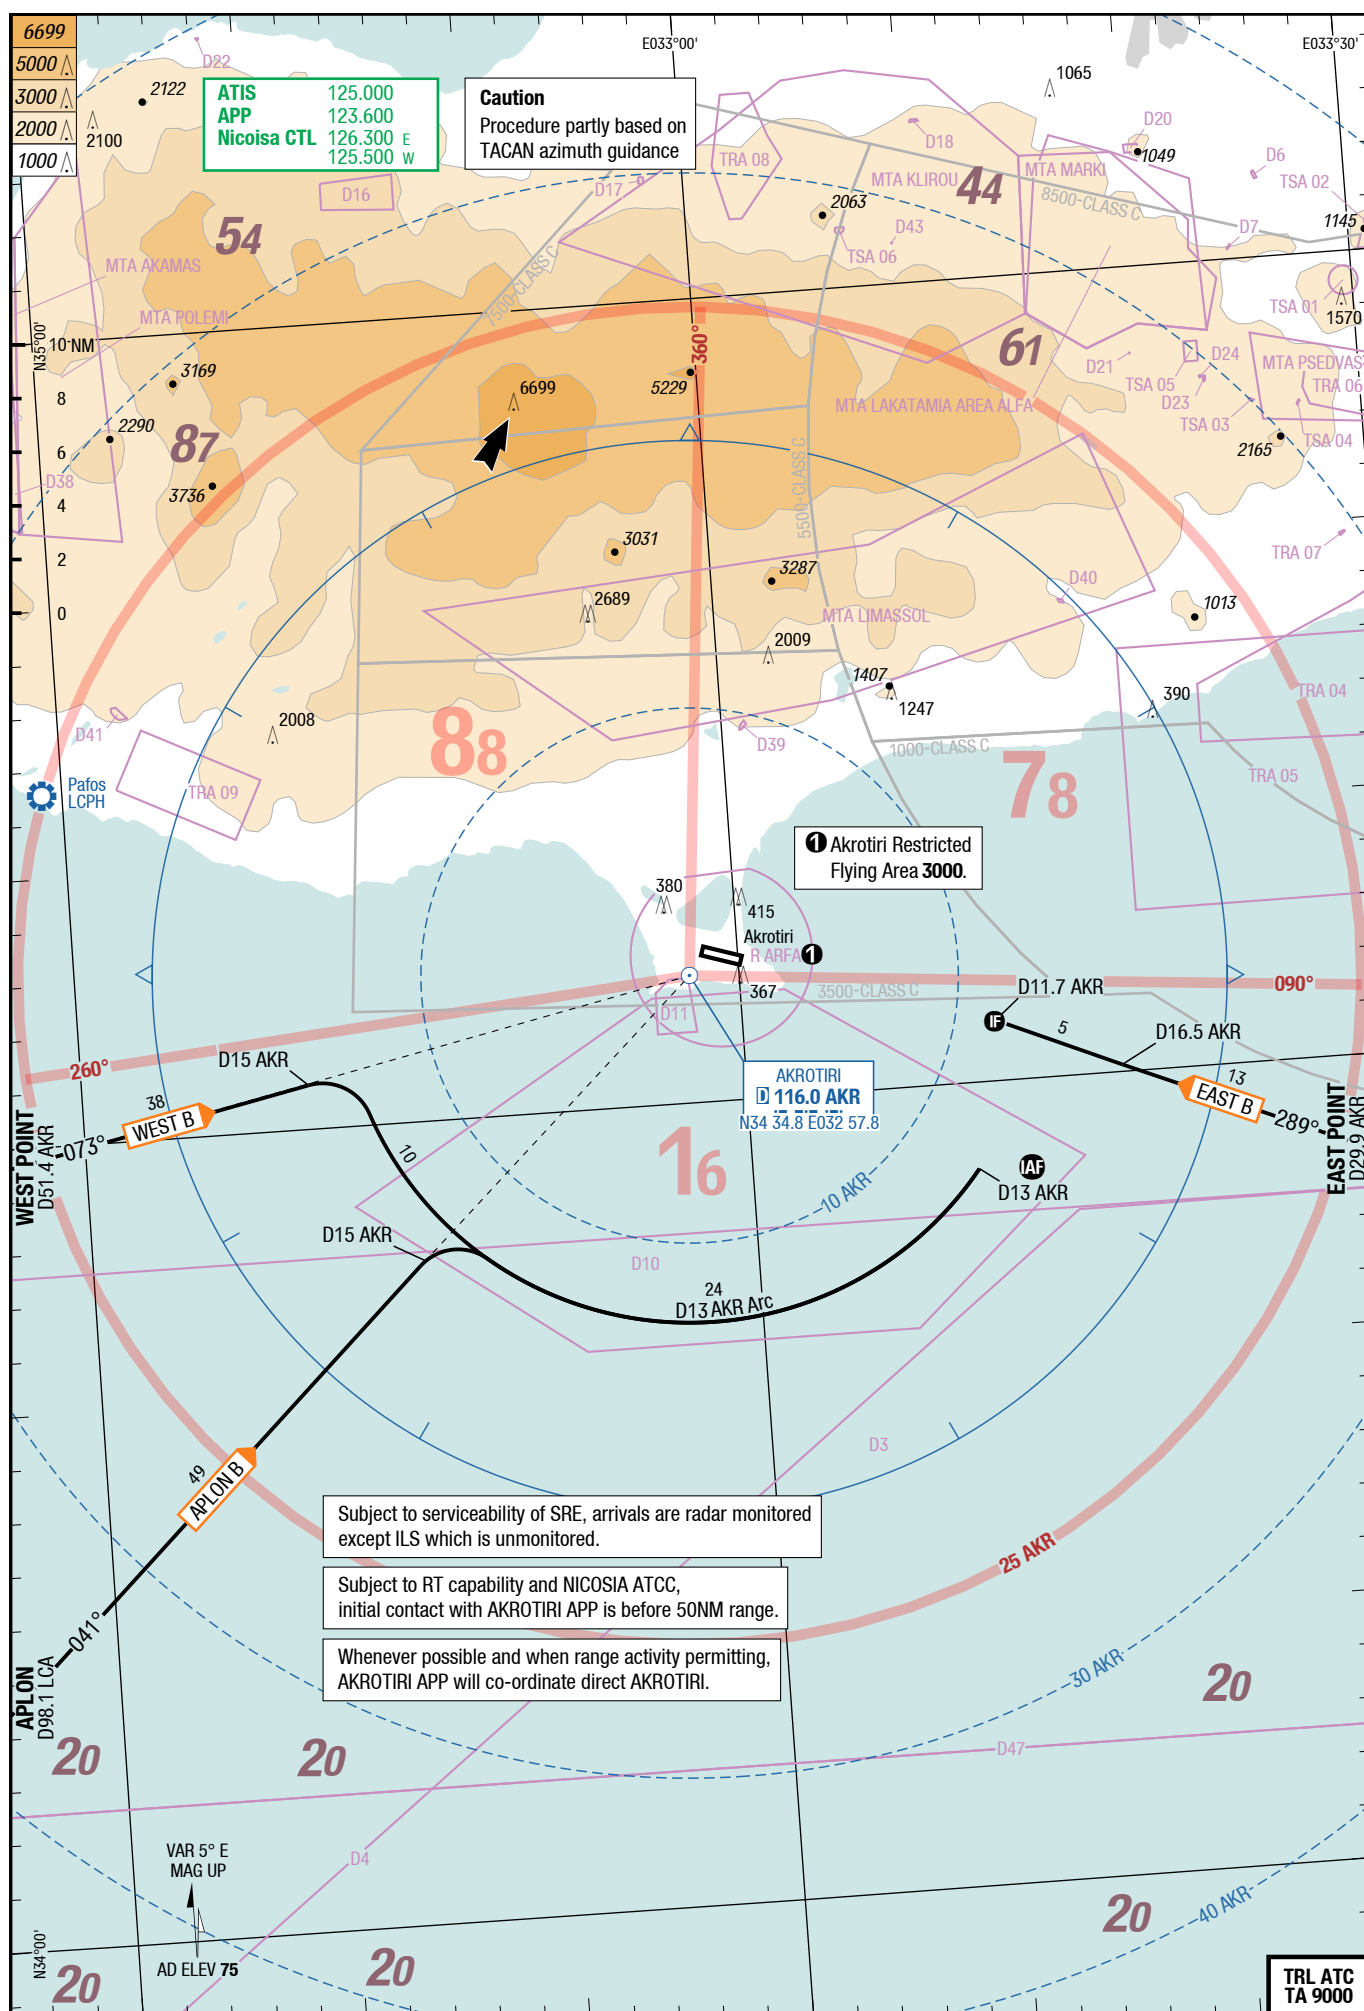 6699
5000
3000
2000
1000
D22
2122
2100
ATIS 125.000
APP 123.600
Nicoisa CTL 126.300 E
125.500 W
Caution
Procedure partly based on
TACAN azimuth guidance
E033°00'
E033°30'
1065
D20
1049
D18
TRA 08
D17
D16
MTA KLIROU
44
MTA MARKI
8500-CLASS C
D6
TSA 02
1145
D7
2063
D43
TSA 06
54
MTA AKAMAS
MTA POLEMI
7500-CLASS C
TSA 01
1570
N35°00'
10 NM
8
6
4
2
0
360°
61
D21
D24
TSA 05
D23
MTA PSEDVAS
TRA 06
TSA 03
TSA 04
2165
3169
2290
87
3736
D38
6699
5229
MTA LAKATAMIA AREA ALFA
5500-CLASS C
3031
3287
2689
D40
TRA 07
1013
MTA LIMASSOL
2009
1407
1247
390
TRA 04
D41
2008
88
D39
1000-CLASS C
78
TRA 05
Pafos
LCPH
TRA 09
1 Akrotiri Restricted
Flying Area 3000.
380
415
Akrotiri
R ARFA 1
367
3500-CLASS C
D11
D11.7 AKR
090°
IF
5
D16.5 AKR
13
EAST B
289°
EAST POINT
D29.9 AKR
260°
D15 AKR
38
WEST B
073°
WEST POINT
D51.4 AKR
AKROTIRI
D 116.0 AKR
N34 34.8 E032 57.8
10
16
10 AKR
IAF
D13 AKR
D15 AKR
D10
24
D13 AKR Arc
D3
49
APLON B
041°
APLON
D98.1 LCA
Subject to serviceability of SRE, arrivals are radar monitored
except ILS which is unmonitored.
25 AKR
Subject to RT capability and NICOSIA ATCC,
initial contact with AKROTIRI APP is before 50NM range.
Whenever possible and when range activity permitting,
AKROTIRI APP will co-ordinate direct AKROTIRI.
30 AKR
20
20
20
D47
VAR 5° E
MAG UP
D4
AD ELEV 75
N34°00'
20
20
20
40 AKR
TRL ATC
TA 9000